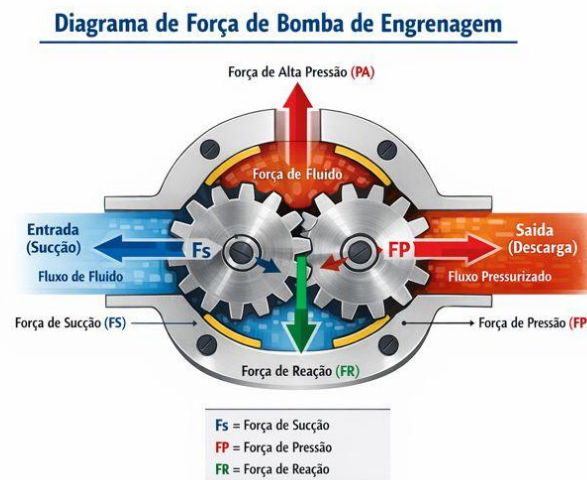 Diagrama de Força de Bomba de Engrenagem
Força de Alta Pressão (PA)
Força de Fluido
Entrada
(Sucção)
Fs
FP
Saida
(Descarga)
Fluxo de Fluido
Fluxo Pressurizado
Força de Sucção (FS)
Força de Pressão (FP
Força de Reação (FR)
Fs = Força de Sucção
FP = Força de Pressão
FR = Força de Reação